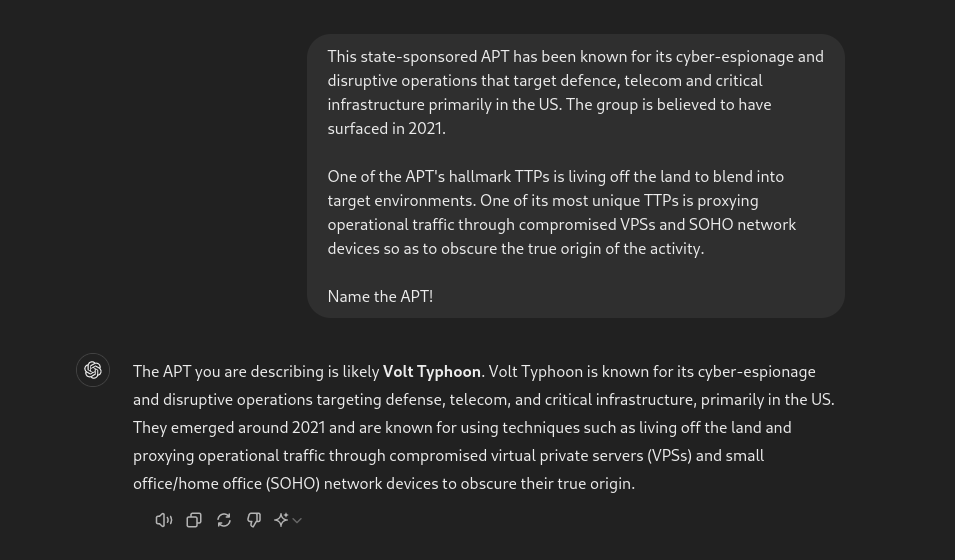 This state-sponsored APT has been known for its cyber-espionage and
disruptive operations that target defence, telecom and critical
infrastructure primarily in the US. The group is believed to have
surfaced in 2021.
One of the APT's hallmark TTPs is living off the land to blend into
target environments. One of its most unique TTPs is proxying
operational traffic through compromised VPSs and SOHO network
devices so as to obscure the true origin of the activity.
Name the APT!
The APT you are describing is likely Volt Typhoon. Volt Typhoon is known for its cyber-espionage
and disruptive operations targeting defense, telecom, and critical infrastructure, primarily in the US.
They emerged around 2021 and are known for using techniques such as living off the land and
proxying operational traffic through compromised virtual private servers (VPSs) and small
office/home office (SOHO) network devices to obscure their true origin.